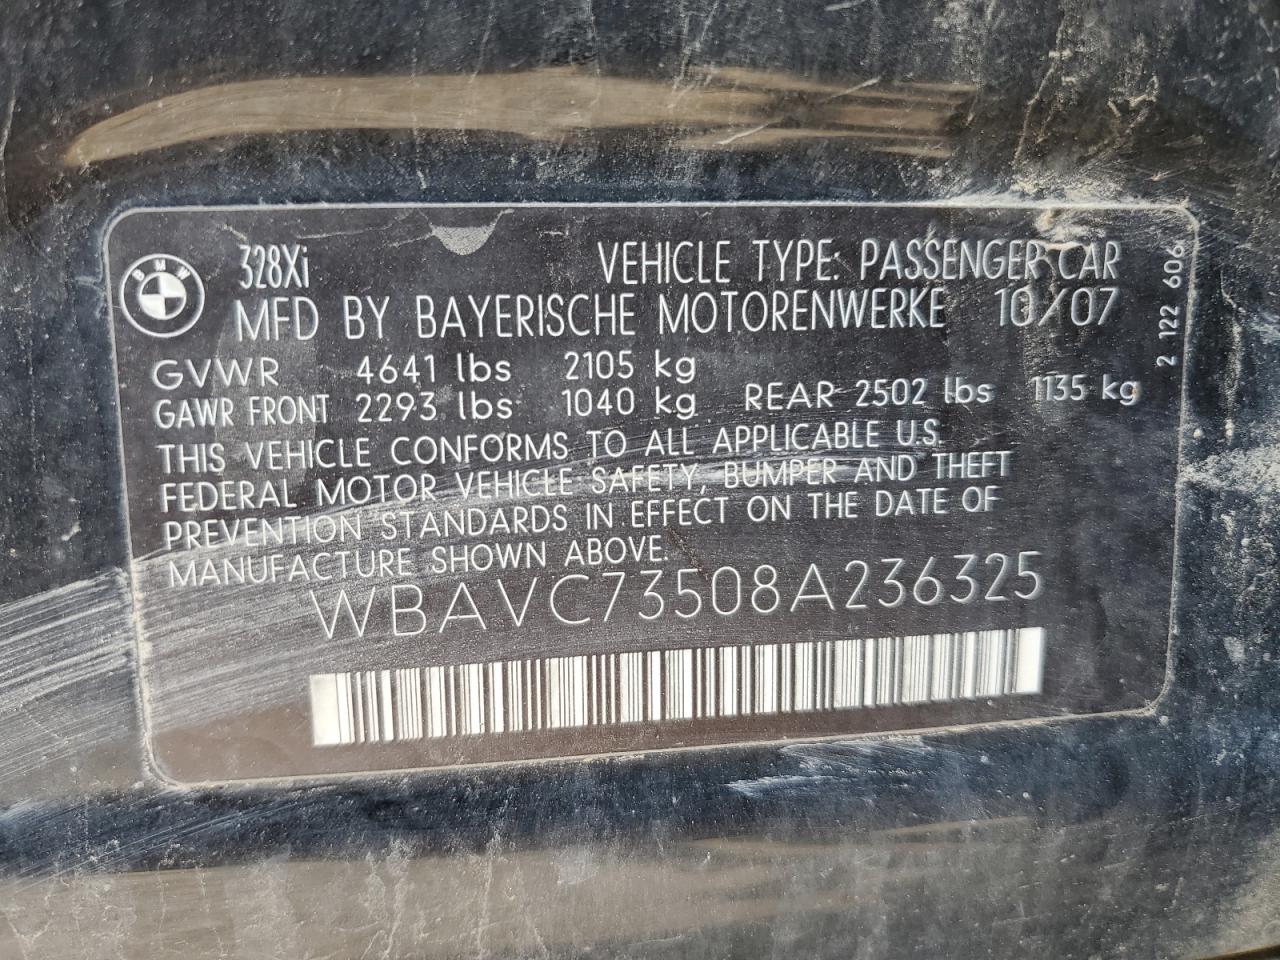 BMW
328Xi VEHICLE TYPE: PASSENGER CAR
MFD BY BAYERISCHE MOTORENWERKE 10/07
GVWR 4641 lbs 2105 kg
GAWR FRONT 2293 lbs 1040 kg REAR 2502 lbs 1135 kg
THIS VEHICLE CONFORMS TO ALL APPLICABLE U.S.
FEDERAL MOTOR VEHICLE SAFETY, BUMPER AND THEFT
PREVENTION STANDARDS IN EFFECT ON THE DATE OF
MANUFACTURE SHOWN ABOVE.
WBAVC73508A236325
2 122 606